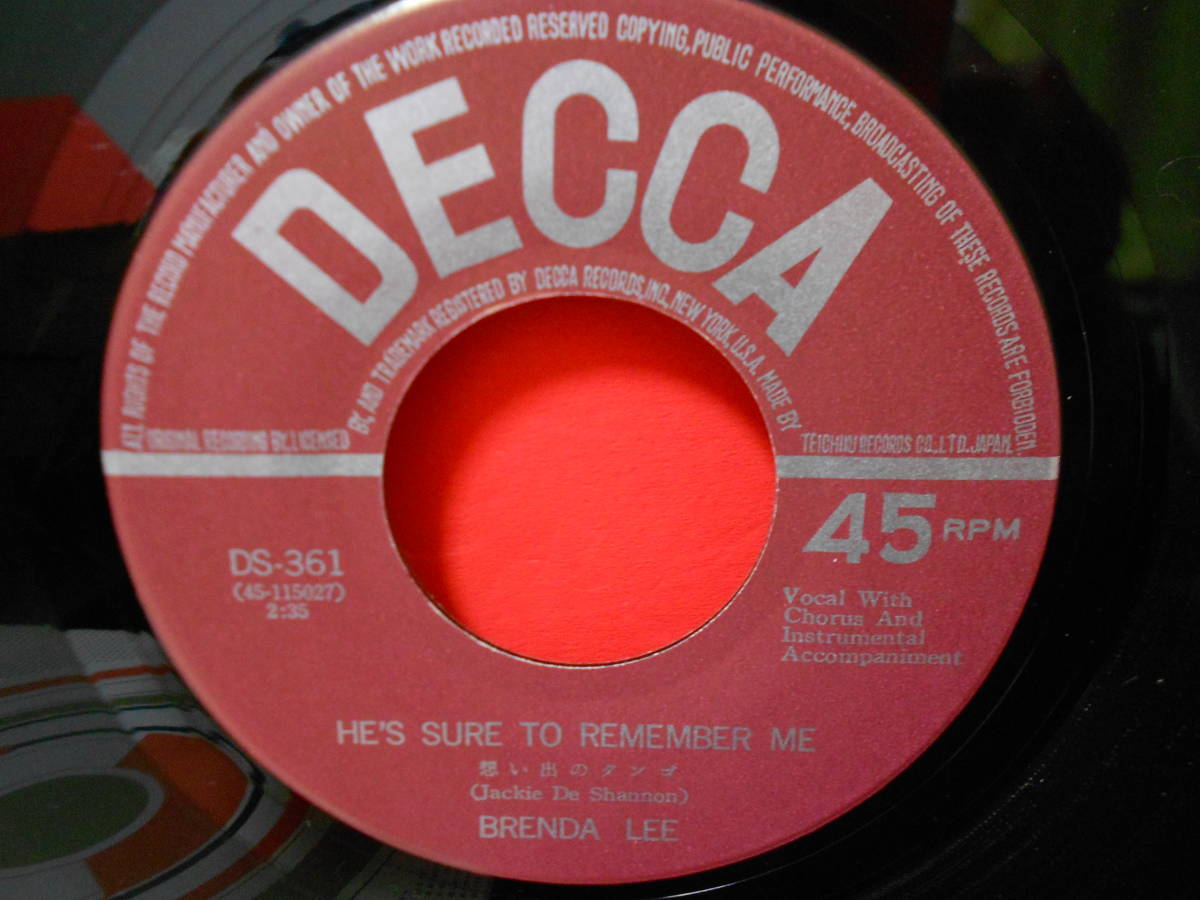 ALL RIGHTS OF THE RECORD MANUFACTURER AND OWNER OF THE WORK RECORDED RESERVED COPYING, PUBLIC PERFORMANCE, BROADCASTING OF THESE RECORDS ARE FORBIDDEN.
DECCA
ORIGINAL RECORDING BY, LICENSED BY, AND TRADEMARK REGISTERED BY DECCA RECORDS, INC., NEW YORK, U.S.A. MADE BY TEICHIKU RECORDS CO., LTD. JAPAN.
45 RPM
DS-361
(45-115027)
2:35
Vocal With
Chorus And
Instrumental
Accompaniment
HE'S SURE TO REMEMBER ME
想い出のタンゴ
(Jackie De Shannon)
BRENDA LEE